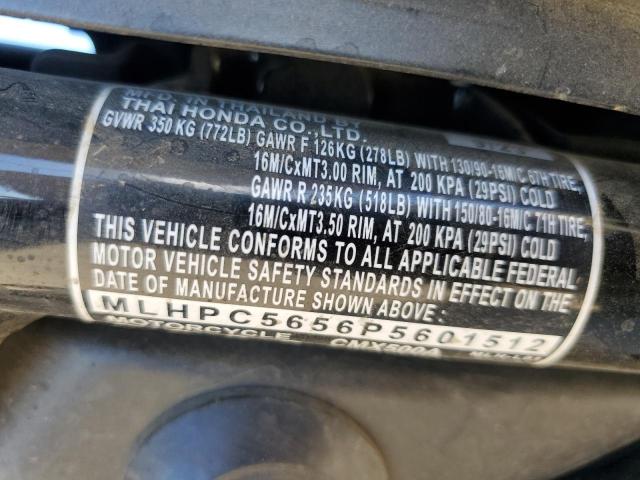 MFD. IN THAILAND BY
THAI HONDA CO.,LTD.
GVWR 350 KG (772LB) GAWR F 126KG (278LB) WITH 130/90-16M/C 67H TIRE,
16M/CxMT3.00 RIM, AT 200 KPA (29PSI) COLD
GAWR R 235KG (518LB) WITH 150/80-16M/C 71H TIRE,
16M/CxMT3.50 RIM, AT 200 KPA (29PSI) COLD
THIS VEHICLE CONFORMS TO ALL APPLICABLE FEDERAL
MOTOR VEHICLE SAFETY STANDARDS IN EFFECT ON THE
DATE OF MANUFACTURE SHOWN ABOVE:
MLHPC5656P5601512
MOTORCYCLE CMX500A